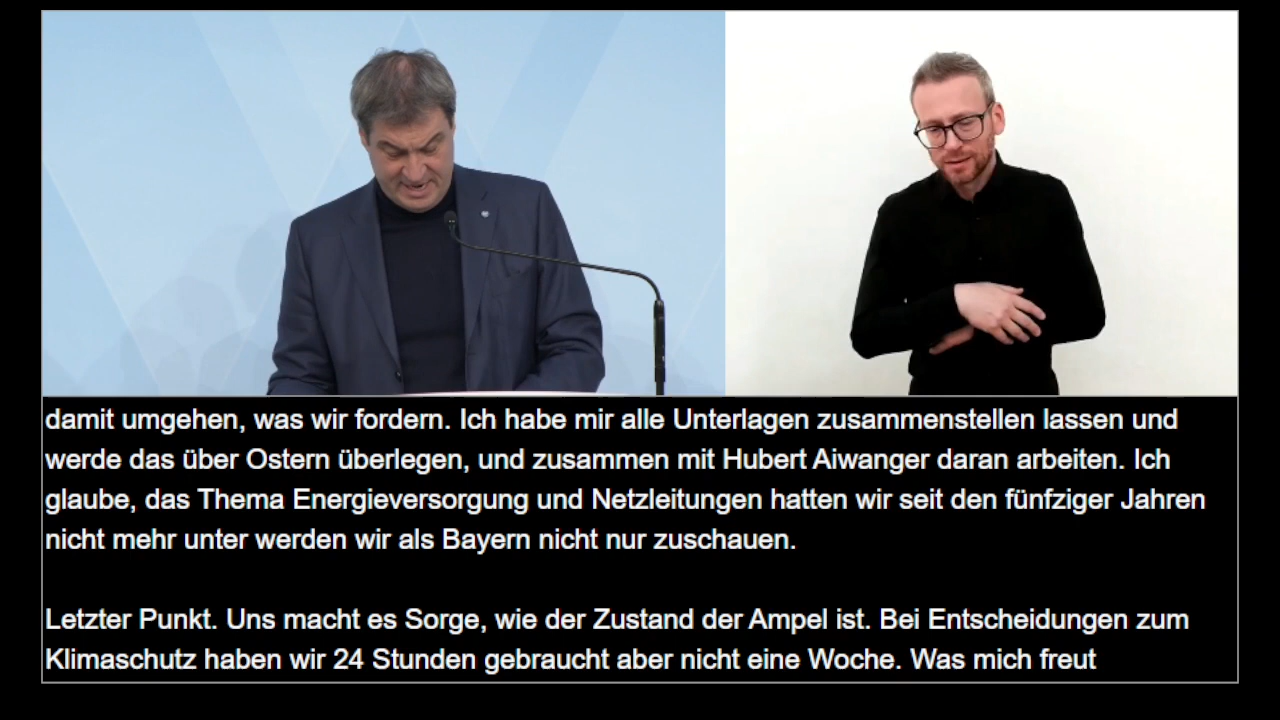 damit umgehen, was wir fordern. Ich habe mir alle Unterlagen zusammenstellen lassen und
werde das über Ostern überlegen, und zusammen mit Hubert Aiwanger daran arbeiten. Ich
glaube, das Thema Energieversorgung und Netzleitungen hatten wir seit den fünfziger Jahren
nicht mehr unter werden wir als Bayern nicht nur zuschauen.
Letzter Punkt. Uns macht es Sorge, wie der Zustand der Ampel ist. Bei Entscheidungen zum
Klimaschutz haben wir 24 Stunden gebraucht aber nicht eine Woche. Was mich freut